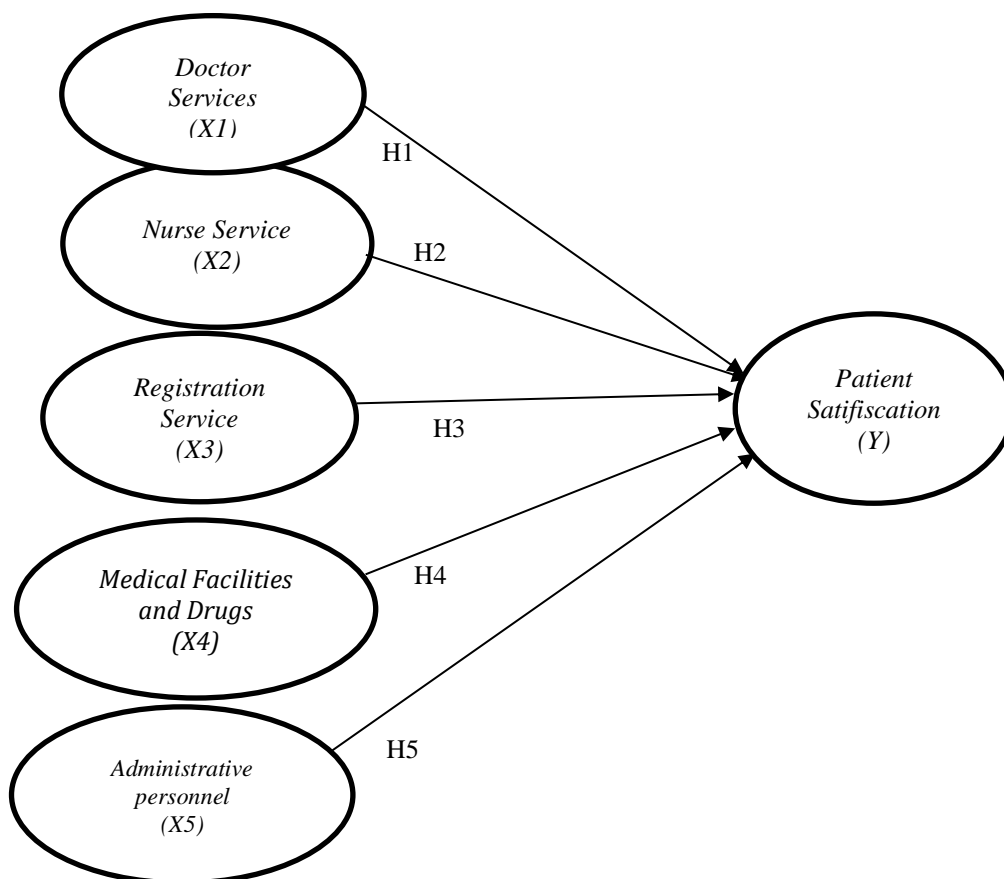 Doctor
Services
(X1)
H1
Nurse Service
(X2)
H2
Registration
Service
(X3)
H3
Patient
Satifiscation
(Y)
Medical Facilities
and Drugs
(X4)
H4
Administrative
personnel
(X5)
H5